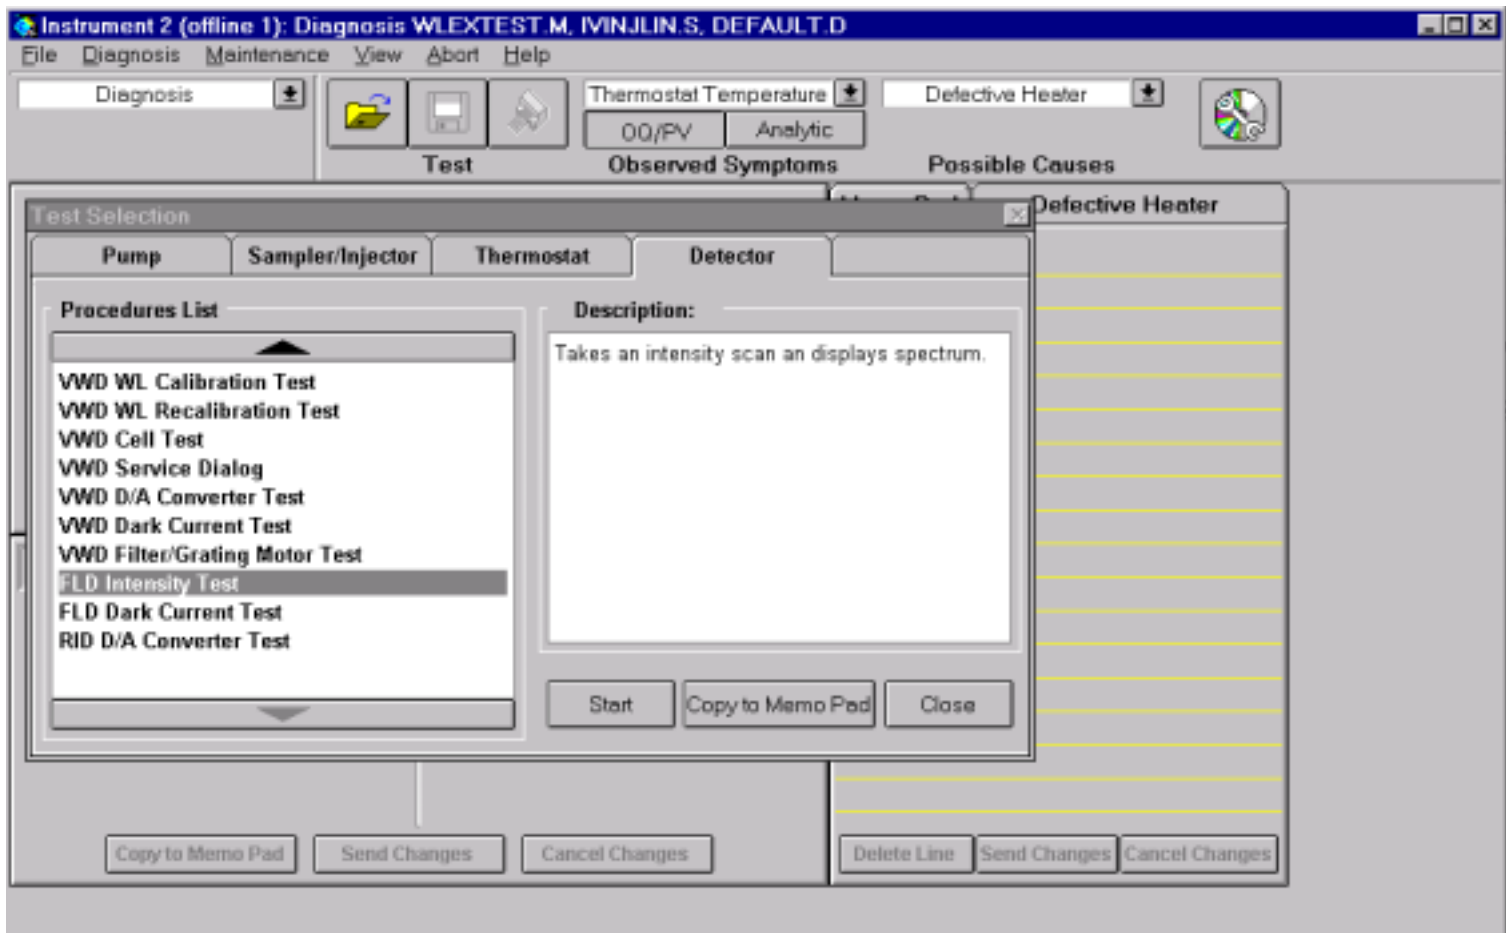 Instrument 2 (offline 1): Diagnosis WLEXTEST.M, IVINJLIN.S, DEFAULT.D
File Diagnosis Maintenance View Abort Help
Diagnosis
Thermostat Temperature
Defective Heater
OQ/PV
Analytic
Test
Observed Symptoms
Possible Causes
Defective Heater
Test Selection
Pump
Sampler/Injector
Thermostat
Detector
Procedures List
VWD WL Calibration Test
VWD WL Recalibration Test
VWD Cell Test
VWD Service Dialog
VWD D/A Converter Test
VWD Dark Current Test
VWD Filter/Grating Motor Test
FLD Intensity Test
FLD Dark Current Test
RID D/A Converter Test
Description:
Takes an intensity scan an displays spectrum.
Start
Copy to Memo Pad
Close
Copy to Memo Pad
Send Changes
Cancel Changes
Delete Line
Send Changes
Cancel Changes